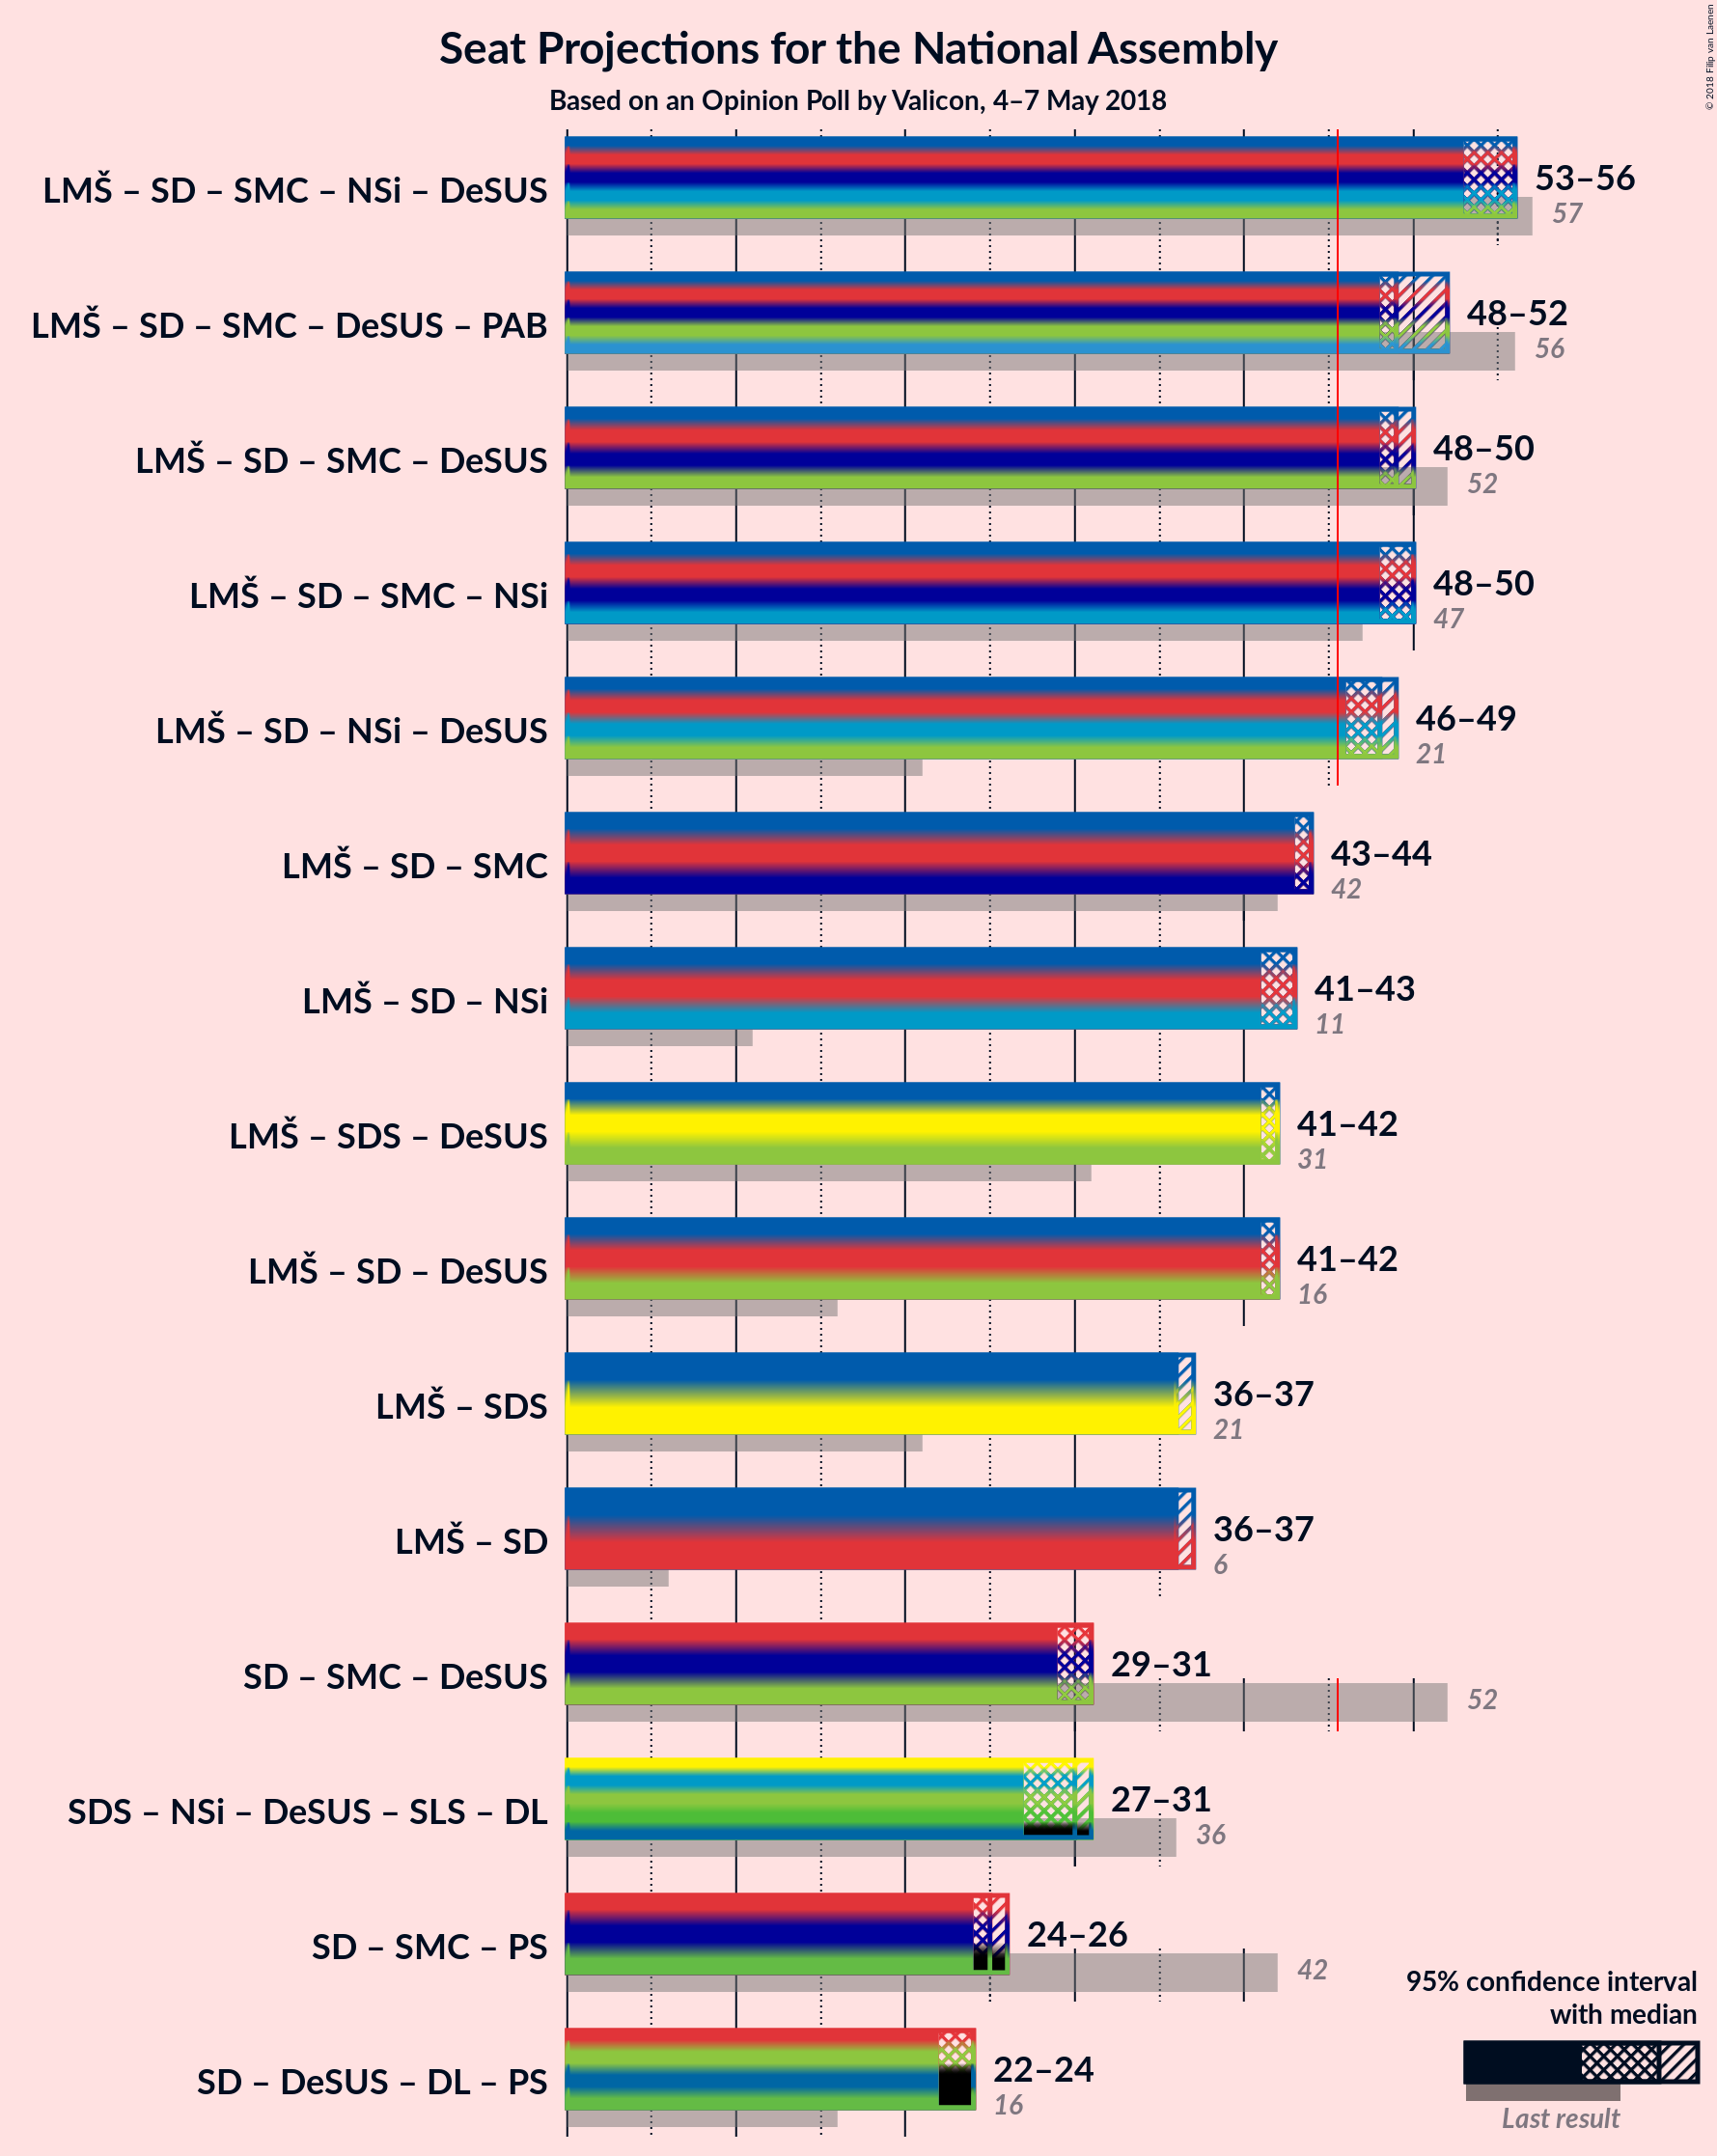 Seat Projections for the National Assembly
Based on an Opinion Poll by Valicon, 4–7 May 2018
© 2018 Filip van Laenen
LMŠ – SD – SMC – NSi – DeSUS
53–56
57
LMŠ – SD – SMC – DeSUS – PAB
48–52
56
LMŠ – SD – SMC – DeSUS
48–50
52
LMŠ – SD – SMC – NSi
48–50
47
LMŠ – SD – NSi – DeSUS
46–49
21
LMŠ – SD – SMC
43–44
42
LMŠ – SD – NSi
41–43
11
LMŠ – SDS – DeSUS
41–42
31
LMŠ – SD – DeSUS
41–42
16
LMŠ – SDS
36–37
21
LMŠ – SD
36–37
6
SD – SMC – DeSUS
29–31
52
SDS – NSi – DeSUS – SLS – DL
27–31
36
SD – SMC – PS
24–26
42
SD – DeSUS – DL – PS
22–24
16
95% confidence interval
with median
Last result